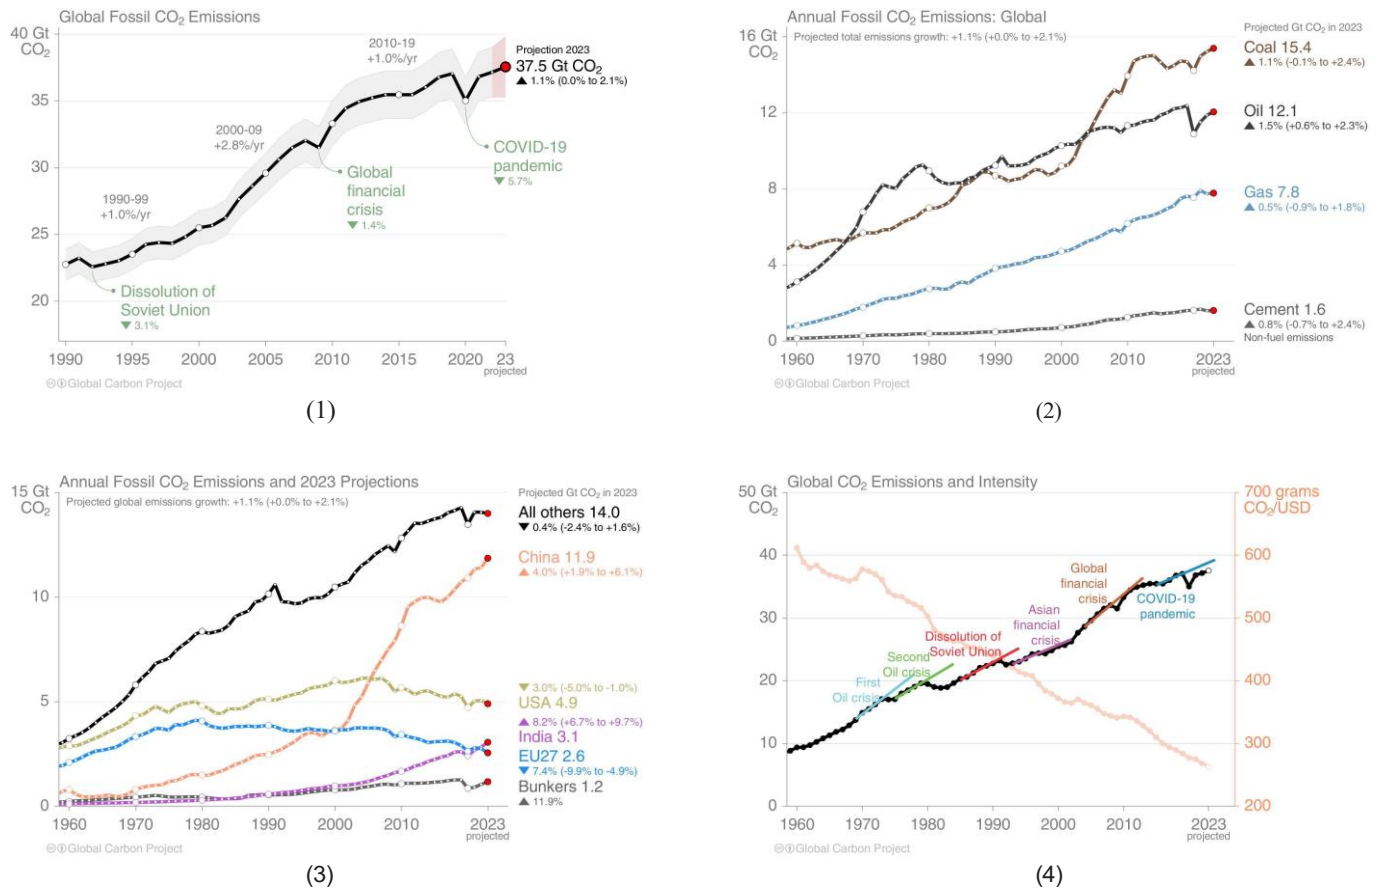 Global Fossil CO₂ Emissions
40 Gt
CO₂
35
30
25
20
1990-99
+1.0%/yr
2000-09
+2.8%/yr
2010-19
+1.0%/yr
Projection 2023
37.5 Gt CO₂
▲ 1.1% (0.0% to 2.1%)
COVID-19
pandemic
▼ 5.7%
Global
financial
crisis
▼ 1.4%
Dissolution of
Soviet Union
▼ 3.1%
1990 1995 2000 2005 2010 2015 2020 23
projected
Global Carbon Project
(1)
Annual Fossil CO₂ Emissions: Global
16 Gt
CO₂
Projected total emissions growth: +1.1% (+0.0% to +2.1%)
12
8
4
0
Projected Gt CO₂ in 2023
Coal 15.4
▲ 1.1% (-0.1% to +2.4%)
Oil 12.1
▲ 1.5% (+0.6% to +2.3%)
Gas 7.8
▲ 0.5% (-0.9% to +1.8%)
Cement 1.6
▲ 0.8% (-0.7% to +2.4%)
Non-fuel emissions
1960 1970 1980 1990 2000 2010 2023
projected
Global Carbon Project
(2)
Annual Fossil CO₂ Emissions and 2023 Projections
15 Gt
CO₂
Projected global emissions growth: +1.1% (+0.0% to +2.1%)
10
5
0
Projected Gt CO₂ in 2023
All others 14.0
▼ 0.4% (-2.4% to +1.6%)
China 11.9
▲ 4.0% (+1.9% to +6.1%)
▼ 3.0% (-5.0% to -1.0%)
USA 4.9
▲ 8.2% (+6.7% to +9.7%)
India 3.1
EU27 2.6
▼ 7.4% (-9.9% to -4.9%)
Bunkers 1.2
▲ 11.9%
1960 1970 1980 1990 2000 2010 2023
projected
Global Carbon Project
(3)
Global CO₂ Emissions and Intensity
50 Gt
CO₂
40
30
20
10
0
700 grams
CO₂/USD
600
500
400
300
200
First
Oil crisis
Second
Oil crisis
Dissolution of
Soviet Union
Asian
financial
crisis
Global
financial
crisis
COVID-19
pandemic
1960 1970 1980 1990 2000 2010 2023
projected
Global Carbon Project
(4)